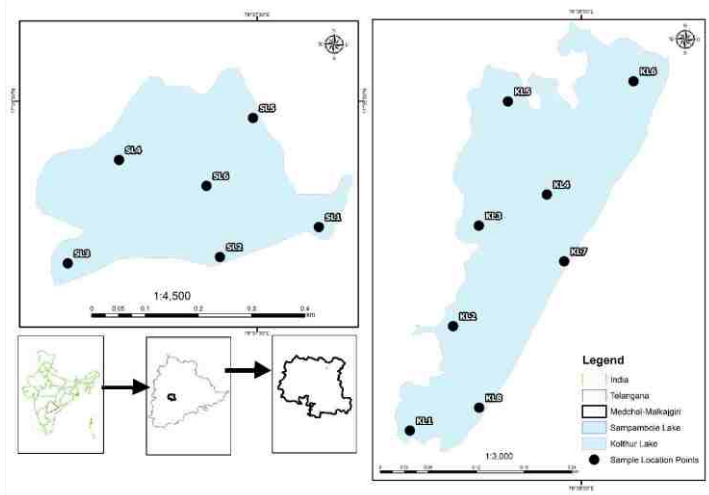 SL5
SL4
SL6
SL1
SL2
SL3
1:4,500
0 0.05 0.1 0.2 0.3 0.4
km
KL6
KL5
KL4
KL3
KL7
KL2
KL8
KL1
1:3,000
Legend
India
Telangana
Medchal-Malkajgiri
Kolthur Lake
Sample Location Points